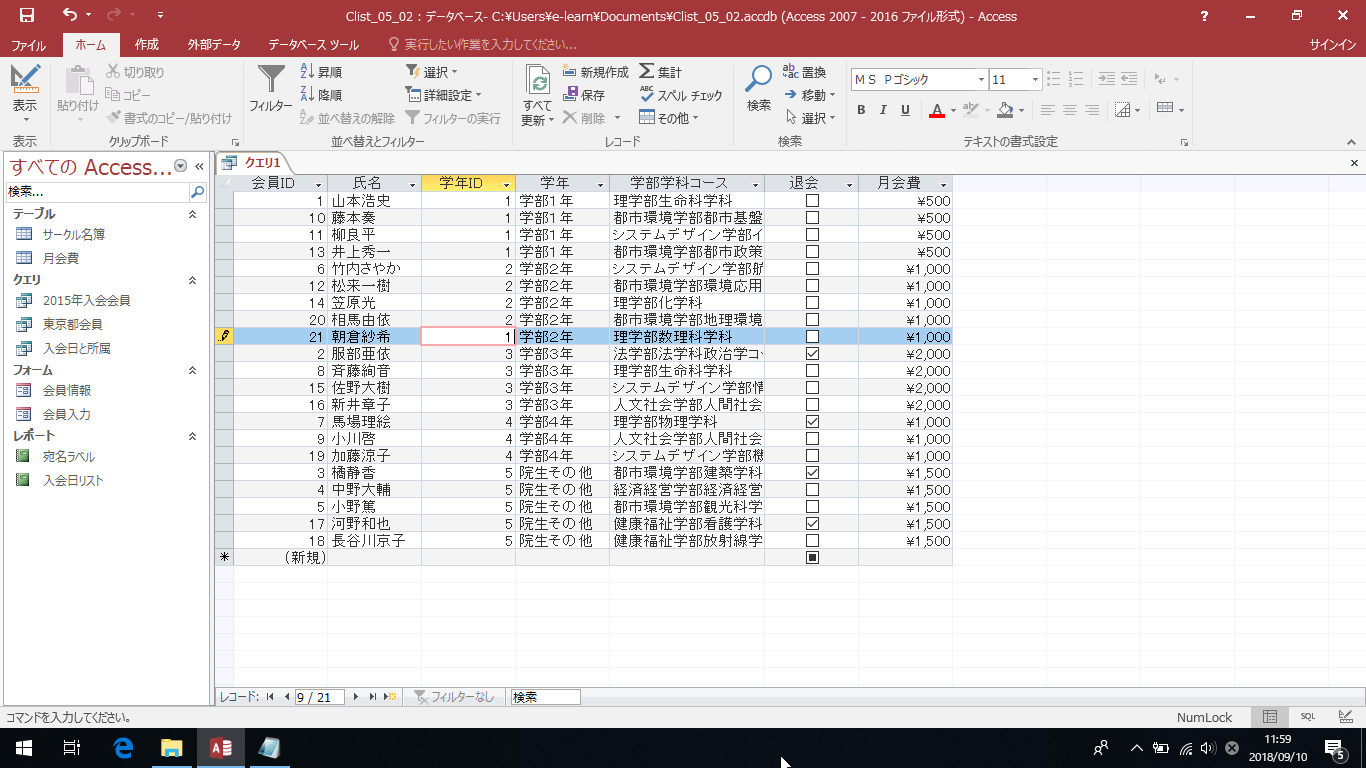 Clist_05_02 : データベース- C:¥Users¥e-learn¥Documents¥Clist_05_02.accdb (Access 2007 - 2016 ファイル形式) - Access
ファイル ホーム 作成 外部データ データベース ツール 実行したい作業を入力してください... サインイン
表示
貼り付け
切り取り
コピー
書式のコピー/貼り付け
フィルター
昇順
降順
並べ替えの解除
選択
詳細設定
フィルターの実行
すべて
更新
新規作成
保存
削除
集計
スペル チェック
その他
検索
置換
移動
選択
MS Pゴシック 11
B I U A
表示 クリップボード 並べ替えとフィルター レコード 検索 テキストの書式設定
すべての Access...
検索...
テーブル
サークル名簿
月会費
クエリ
2015年入会会員
東京都会員
入会日と所属
フォーム
会員情報
会員入力
レポート
宛名ラベル
入会日リスト
クエリ1
会員ID 氏名 学年ID 学年 学部学科コース 退会 月会費
1 山本浩史 1 学部1年 理学部生命科学科 ¥500
10 藤本奏 1 学部1年 都市環境学部都市基盤 ¥500
11 柳良平 1 学部1年 システムデザイン学部イ ¥500
13 井上秀一 1 学部1年 都市環境学部都市政策 ¥500
6 竹内さやか 2 学部2年 システムデザイン学部航 ¥1,000
12 松来一樹 2 学部2年 都市環境学部環境応用 ¥1,000
14 笠原光 2 学部2年 理学部化学科 ¥1,000
20 相馬由依 2 学部2年 都市環境学部地理環境 ¥1,000
21 朝倉紗希 1 学部2年 理学部数理科学科 ¥1,000
2 服部亜依 3 学部3年 法学部法学科政治学コー ¥2,000
8 斉藤絢音 3 学部3年 理学部生命科学科 ¥2,000
15 佐野大樹 3 学部3年 システムデザイン学部情 ¥2,000
16 新井章子 3 学部3年 人文社会学部人間社会 ¥2,000
7 馬場理絵 4 学部4年 理学部物理学科 ¥1,000
9 小川啓 4 学部4年 人文社会学部人間社会 ¥1,000
19 加藤涼子 4 学部4年 システムデザイン学部機 ¥1,000
3 橘静香 5 院生その他 都市環境学部建築学科 ¥1,500
4 中野大輔 5 院生その他 経済経営学部経済経営 ¥1,500
5 小野篤 5 院生その他 都市環境学部観光科学 ¥1,500
17 河野和也 5 院生その他 健康福祉学部看護学科 ¥1,500
18 長谷川京子 5 院生その他 健康福祉学部放射線学 ¥1,500
* (新規)
レコード: 9 / 21 フィルターなし 検索
コマンドを入力してください。 NumLock SQL
11:59
2018/09/10
5